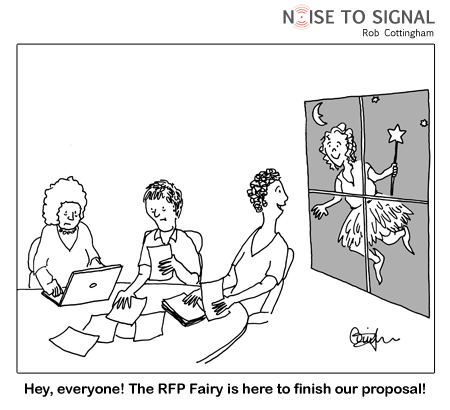 NOISE TO SIGNAL
Rob Cottingham
Hey, everyone! The RFP Fairy is here to finish our proposal!